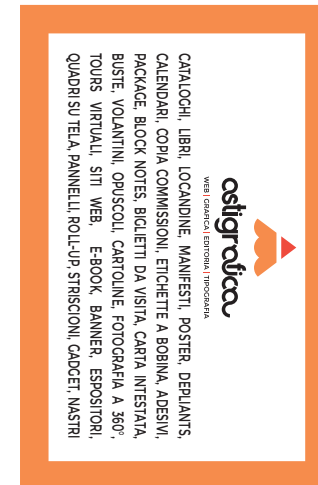 astigrafica
WEB | GRAFICA | EDITORIA | TIPOGRAFIA
CATALOGHI, LIBRI, LOCANDINE, MANIFESTI, POSTER, DEPLIANTS,
CALENDARI, COPIA COMMISSIONI, ETICHETTE A BOBINA, ADESIVI,
PACKAGE, BLOCK NOTES, BIGLIETTI DA VISITA, CARTA INTESTATA,
BUSTE, VOLANTINI, OPUSCOLI, CARTOLINE, FOTOGRAFIA A 360°,
TOURS VIRTUALI, SITI WEB, E-BOOK, BANNER, ESPOSITORI,
QUADRI SU TELA, PANNELLI, ROLL-UP, STRISCIONI, GADGET, NASTRI